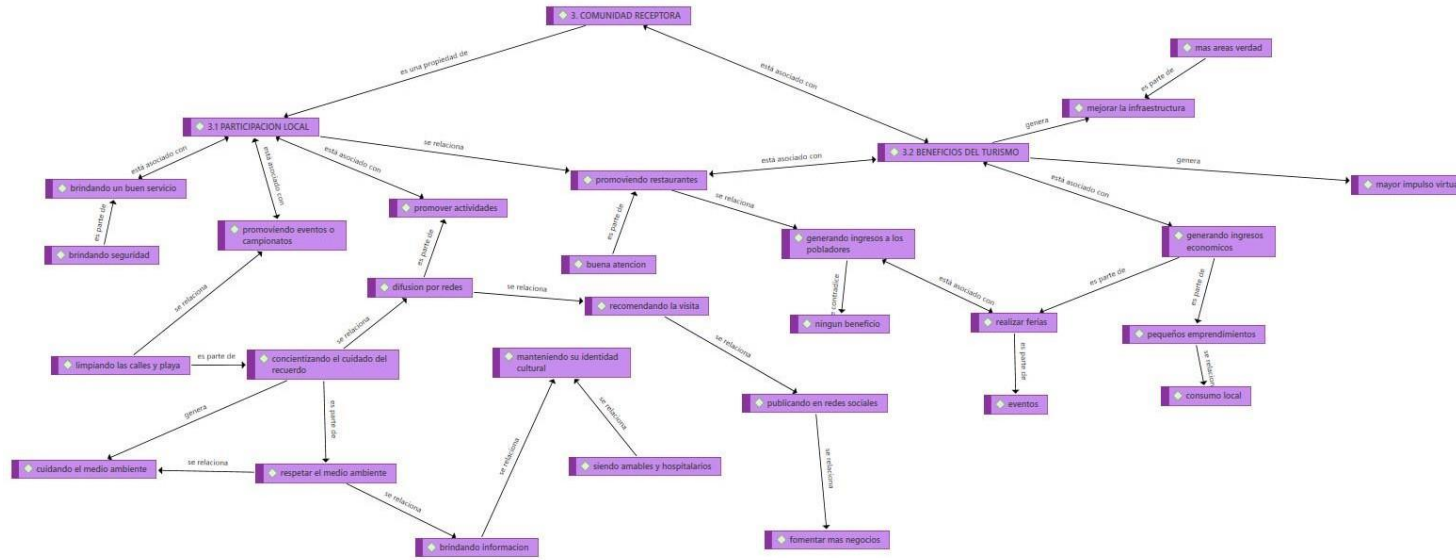 3. COMUNIDAD RECEPTORA
mas areas verdad
es una propiedad de
está asociado con
es parte de
mejorar la infraestructura
3.1 PARTICIPACION LOCAL
genera
se relaciona
está asociado con
3.2 BENEFICIOS DEL TURISMO
genera
está asociado con
está asociado con
está asociado con
está asociado con
brindando un buen servicio
promoviendo restaurantes
mayor impulso virtual
es parte de
promover actividades
se relaciona
promoviendo eventos o
campionatos
es parte de
generando ingresos a los
pobladores
generando ingresos
economicos
brindando seguridad
es parte de
buena atencion
se relaciona
difusion por redes
se relaciona
contradice
está asociado con
es parte de
es parte de
recomendando la visita
ningun beneficio
realizar ferias
pequeños emprendimientos
se relaciona
limpiando las calles y playa
es parte de
concientizando el cuidado del
recuerdo
manteniendo su identidad
cultural
se relaciona
es parte de
se relacion
genera
es parte de
se relaciona
publicando en redes sociales
eventos
consumo local
cuidando el medio ambiente
se relaciona
respetar el medio ambiente
se relaciona
siendo amables y hospitalarios
se relaciona
se relaciona
brindando informacion
fomentar mas negocios